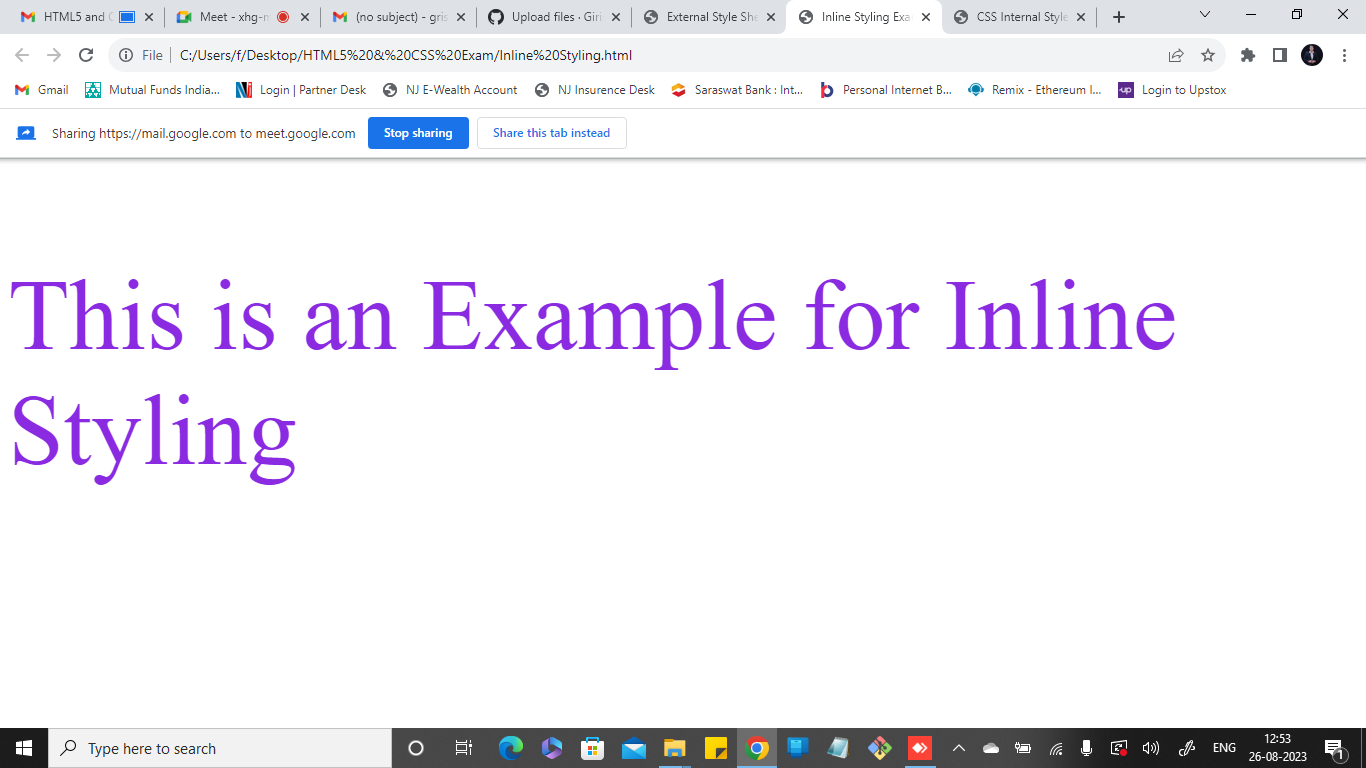 HTML5 and C
Meet - xhg-n
(no subject) - gris
Upload files · Giri
External Style She
Inline Styling Exa
CSS Internal Style
File
C:/Users/f/Desktop/HTML5%20&%20CSS%20Exam/Inline%20Styling.html
Gmail
Mutual Funds India...
Login | Partner Desk
NJ E-Wealth Account
NJ Insurence Desk
Saraswat Bank : Int...
Personal Internet B...
Remix - Ethereum I...
up
Login to Upstox
Sharing https://mail.google.com to meet.google.com
Stop sharing
Share this tab instead
This is an Example for Inline
Styling
Type here to search
ENG
12:53
26-08-2023
1